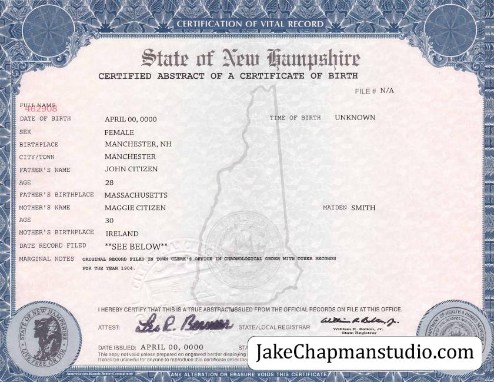 CERTIFICATION OF VITAL RECORD
State of New Hampshire
CERTIFIED ABSTRACT OF A CERTIFICATE OF BIRTH
FILE # N/A
FULL NAME
462908
DATE OF BIRTH APRIL 00, 0000 TIME OF BIRTH UNKNOWN
SEX FEMALE
BIRTHPLACE MANCHESTER, NH
CITY/TOWN MANCHESTER
FATHER'S NAME JOHN CITIZEN
AGE 28
FATHER'S BIRTHPLACE MASSACHUSETTS
MOTHER'S NAME MAGGIE CITIZEN MAIDEN SMITH
AGE 30
MOTHER'S BIRTHPLACE IRELAND
DATE RECORD FILED **SEE BELOW**
MARGINAL NOTES ORIGINAL RECORD FILED IN TOWN CLERK'S OFFICE IN CHRONOLOGICAL ORDER WITH OTHER RECORDS
FOR THE YEAR 1904.
I HEREBY CERTIFY THAT THIS IS A TRUE ABSTRACT ISSUED FROM THE OFFICIAL RECORDS ON FILE AT THIS OFFICE.
ATTEST: STATE/LOCAL REGISTRAR
William R. Bolton, Jr.
State Registrar
DATE ISSUED: APRIL 00, 0000
This copy not valid unless prepared on engraved border displaying
JakeChapmanstudio.com
ANY ALTERATION OR ERASURE VOIDS THIS CERTIFICATE